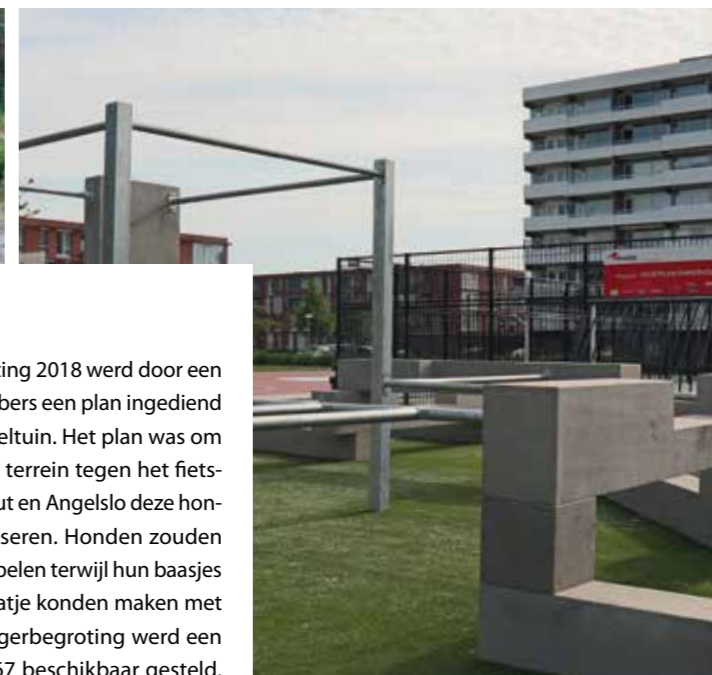 ting 2018 werd door een
bers een plan ingediend
eltuin. Het plan was om
terrein tegen het fiets-
ut en Angelslo deze hon-
seren. Honden zouden
pelen terwijl hun baasjes
atje konden maken met
gerbegroting werd een
67 beschikbaar gesteld.